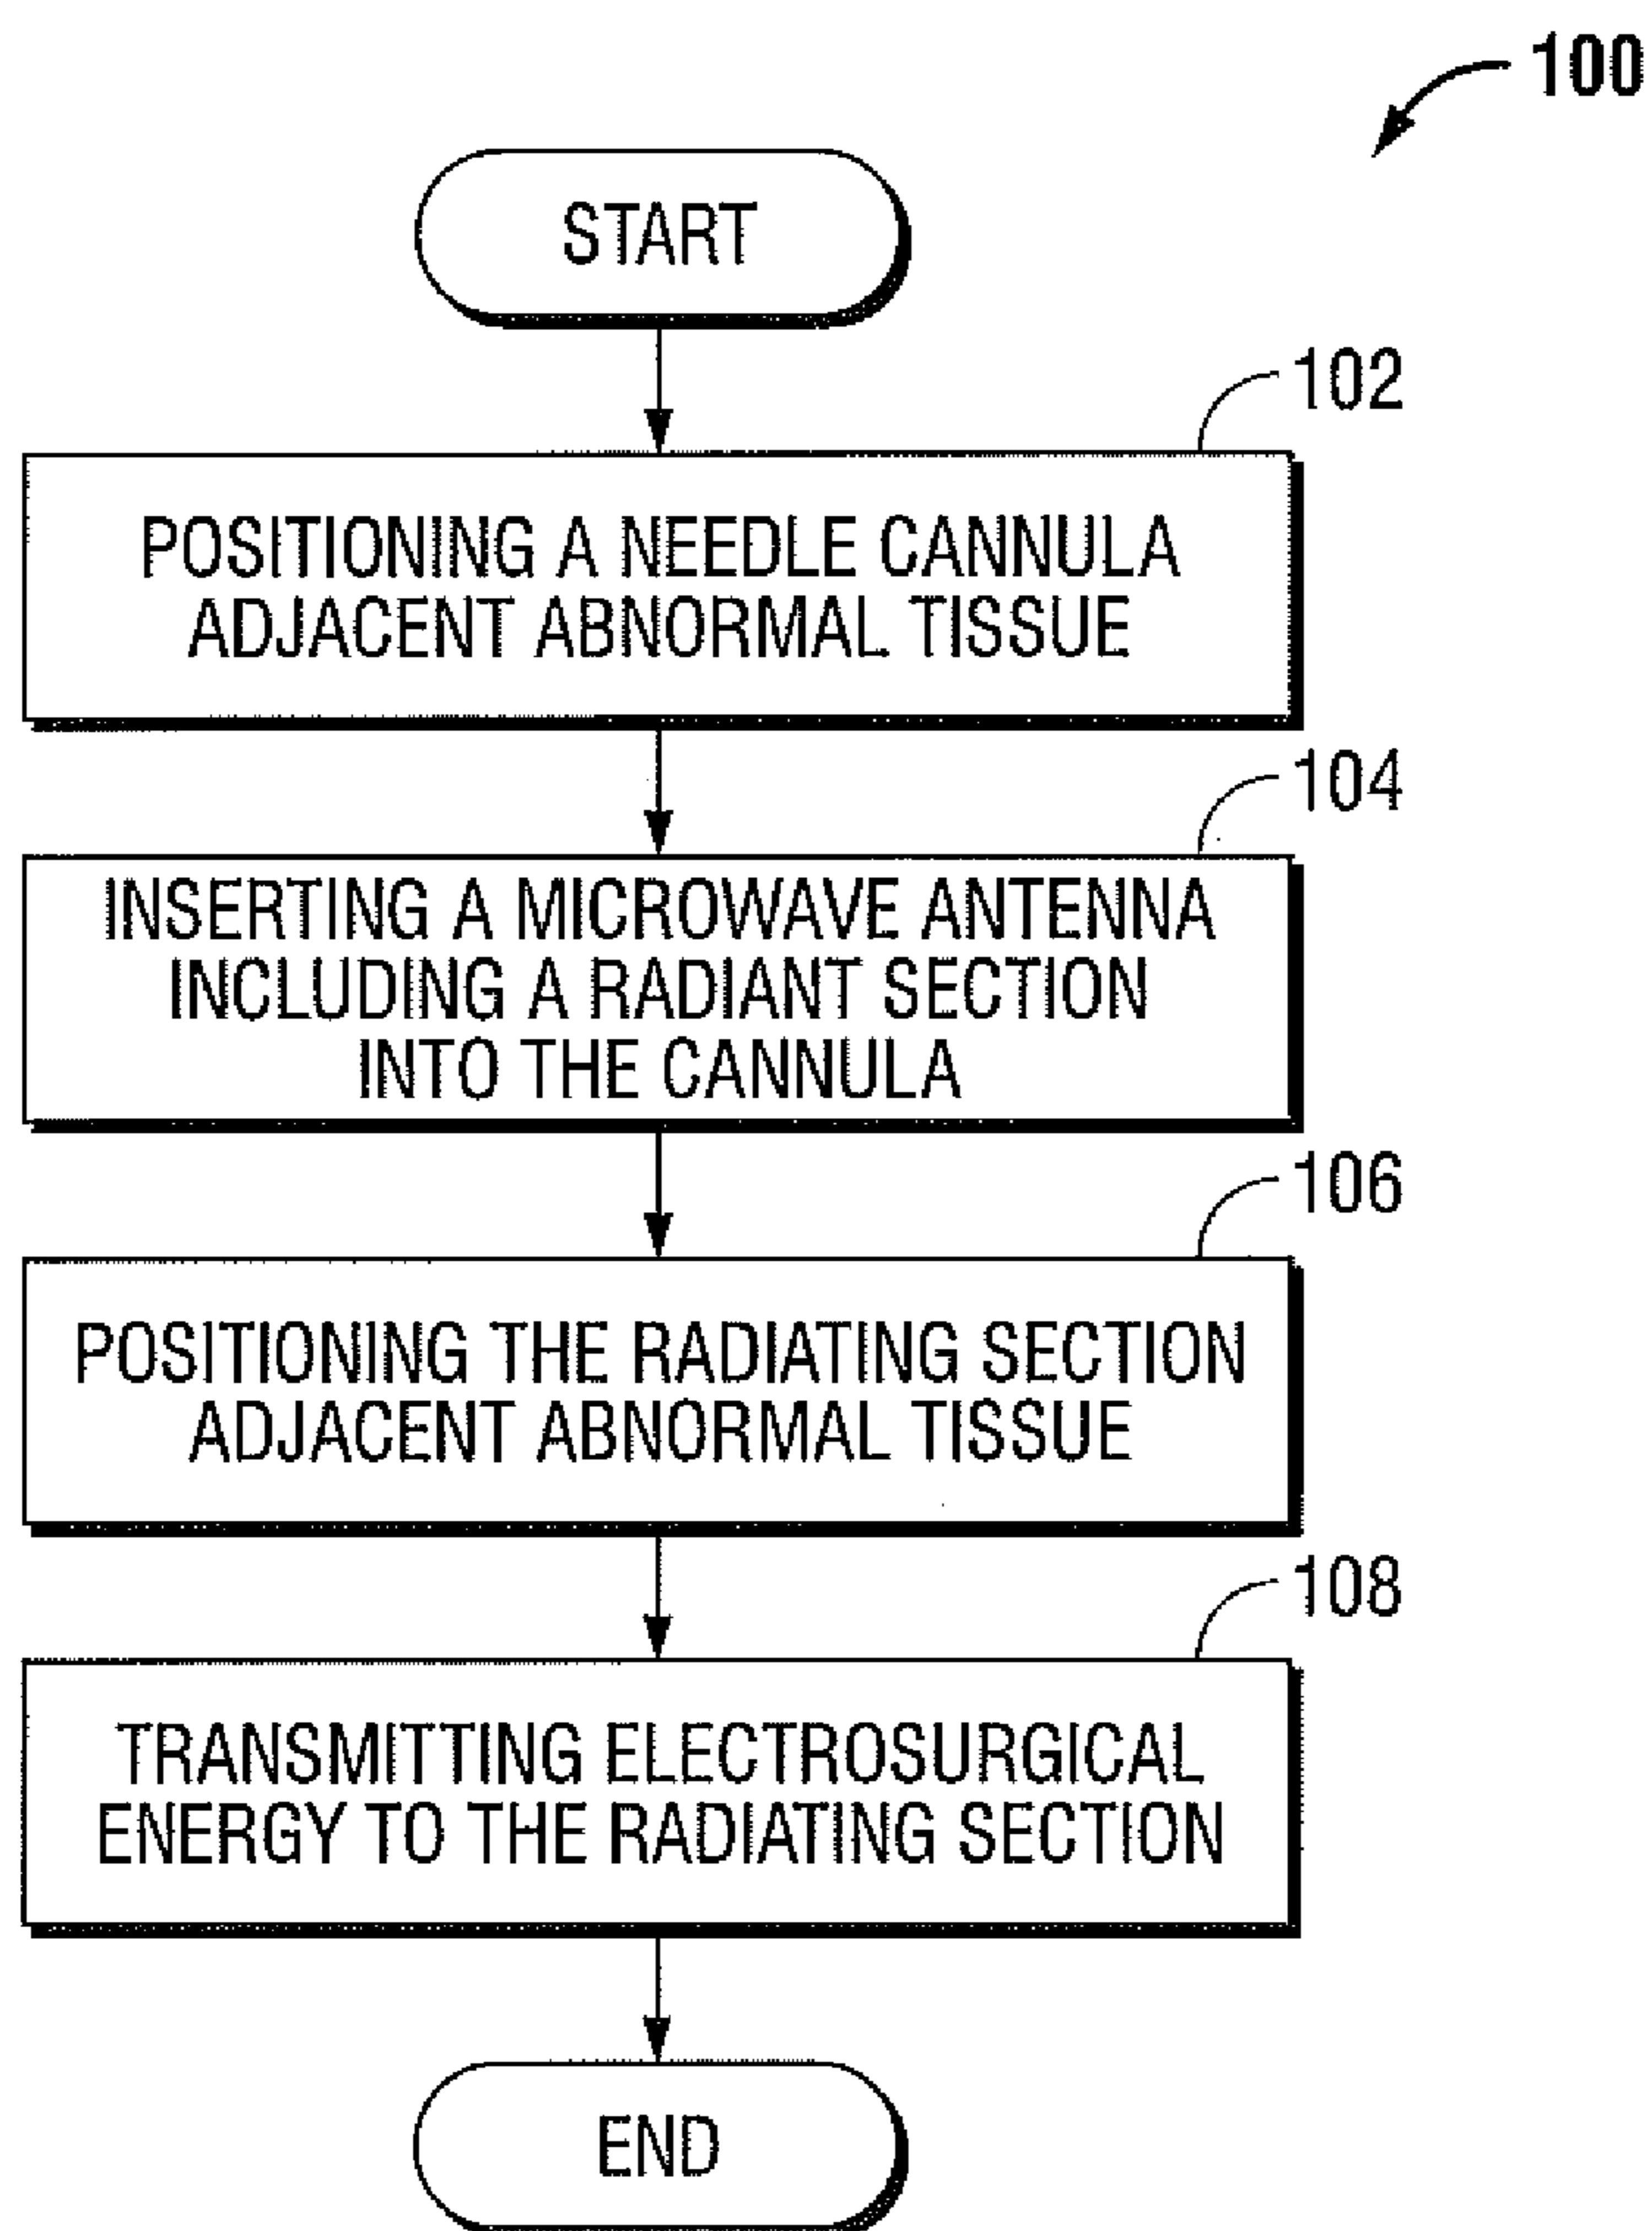 100
START
102
POSITIONING A NEEDLE CANNULA
ADJACENT ABNORMAL TISSUE
104
INSERTING A MICROWAVE ANTENNA
INCLUDING A RADIANT SECTION
INTO THE CANNULA
106
POSITIONING THE RADIATING SECTION
ADJACENT ABNORMAL TISSUE
108
TRANSMITTING ELECTROSURGICAL
ENERGY TO THE RADIATING SECTION
END